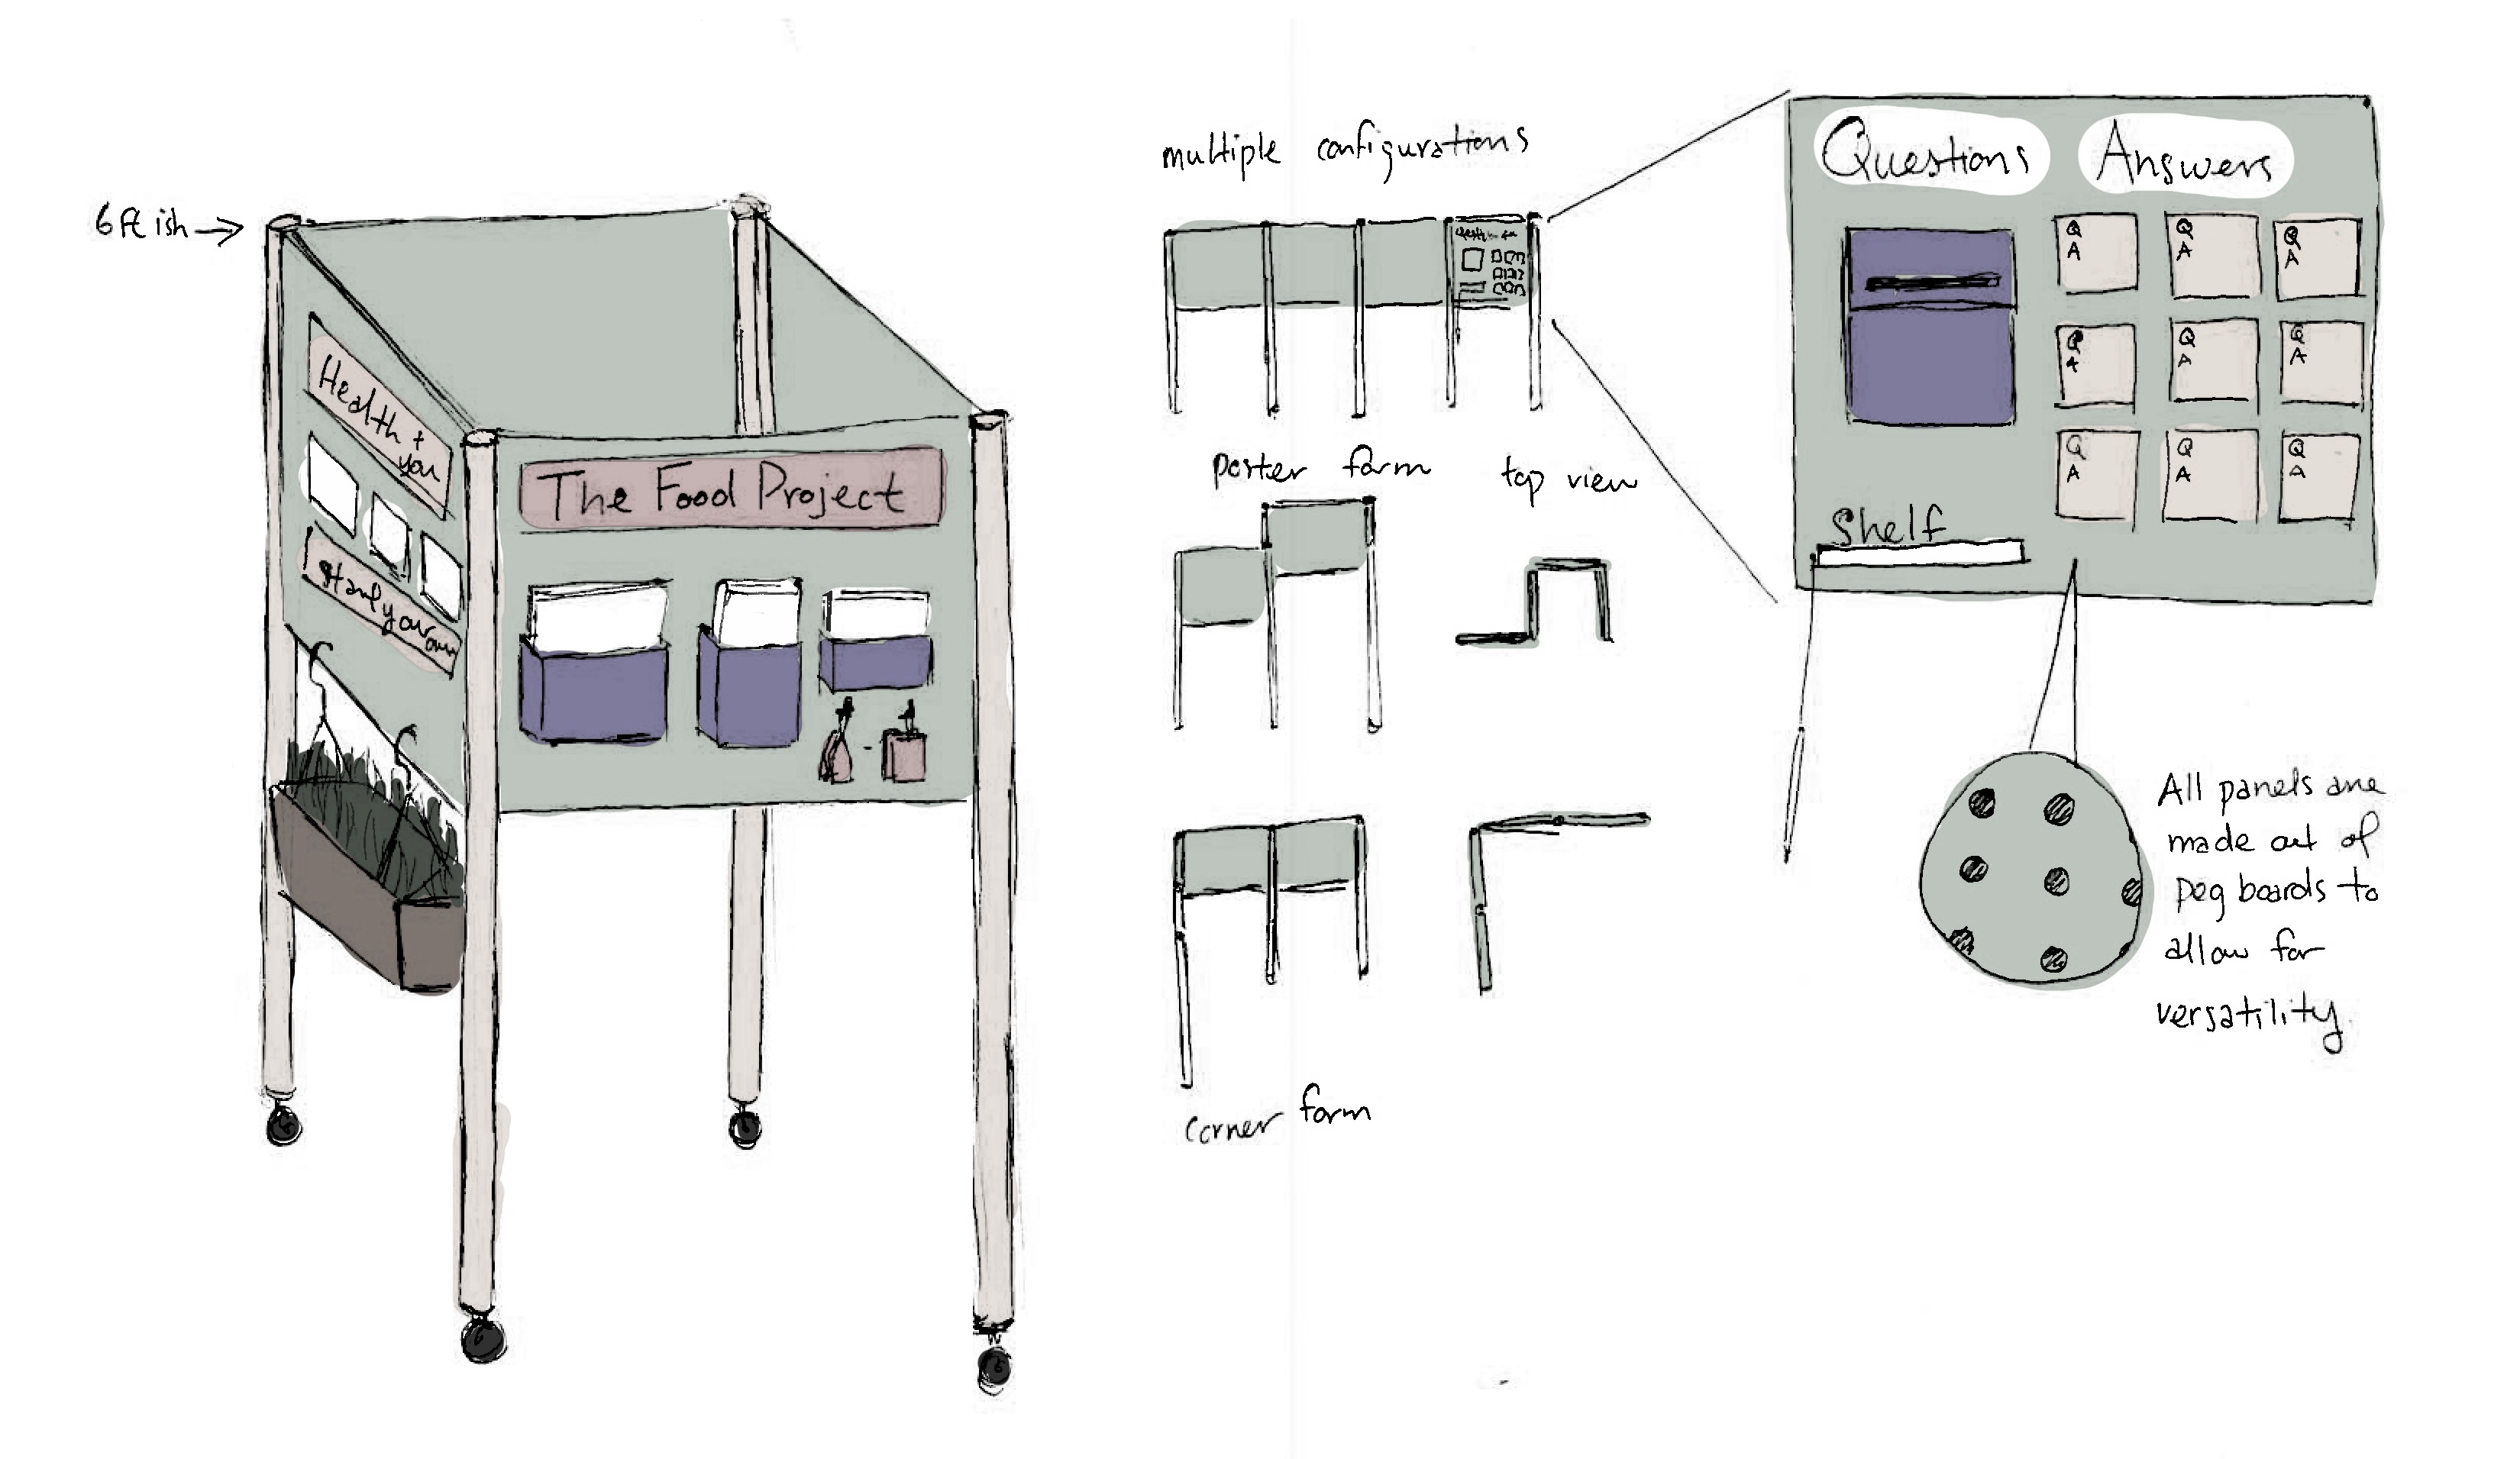 6ft ish →
Health +
you
Start your
own
The Food Project
multiple configurations
poster form
top view
corner form
Questions
Answers
Q
A
Q
A
Q
A
Q
A
Q
A
Q
A
Q
A
Q
A
Q
A
Shelf
All panels are
made out of
peg boards to
allow for
versatility.